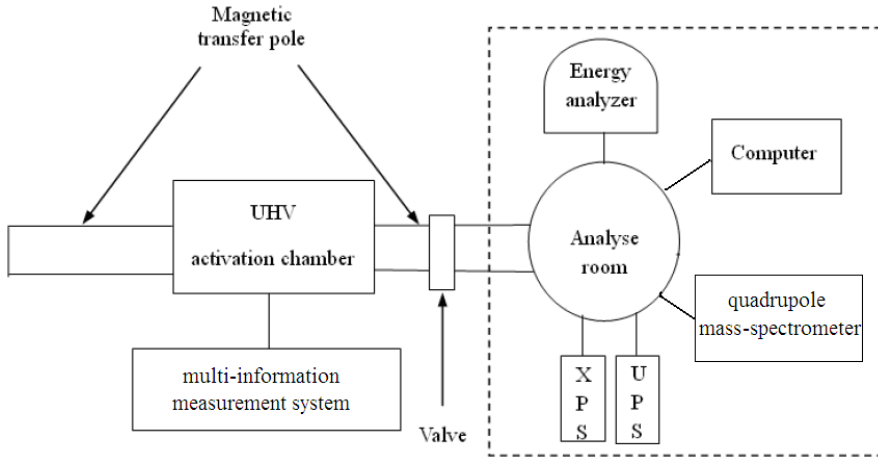 Magnetic
transfer pole
Energy
analyzer
Computer
UHV
activation chamber
Analyse
room
quadrupole
mass-spectrometer
multi-information
measurement system
Valve
X
P
S
U
P
S